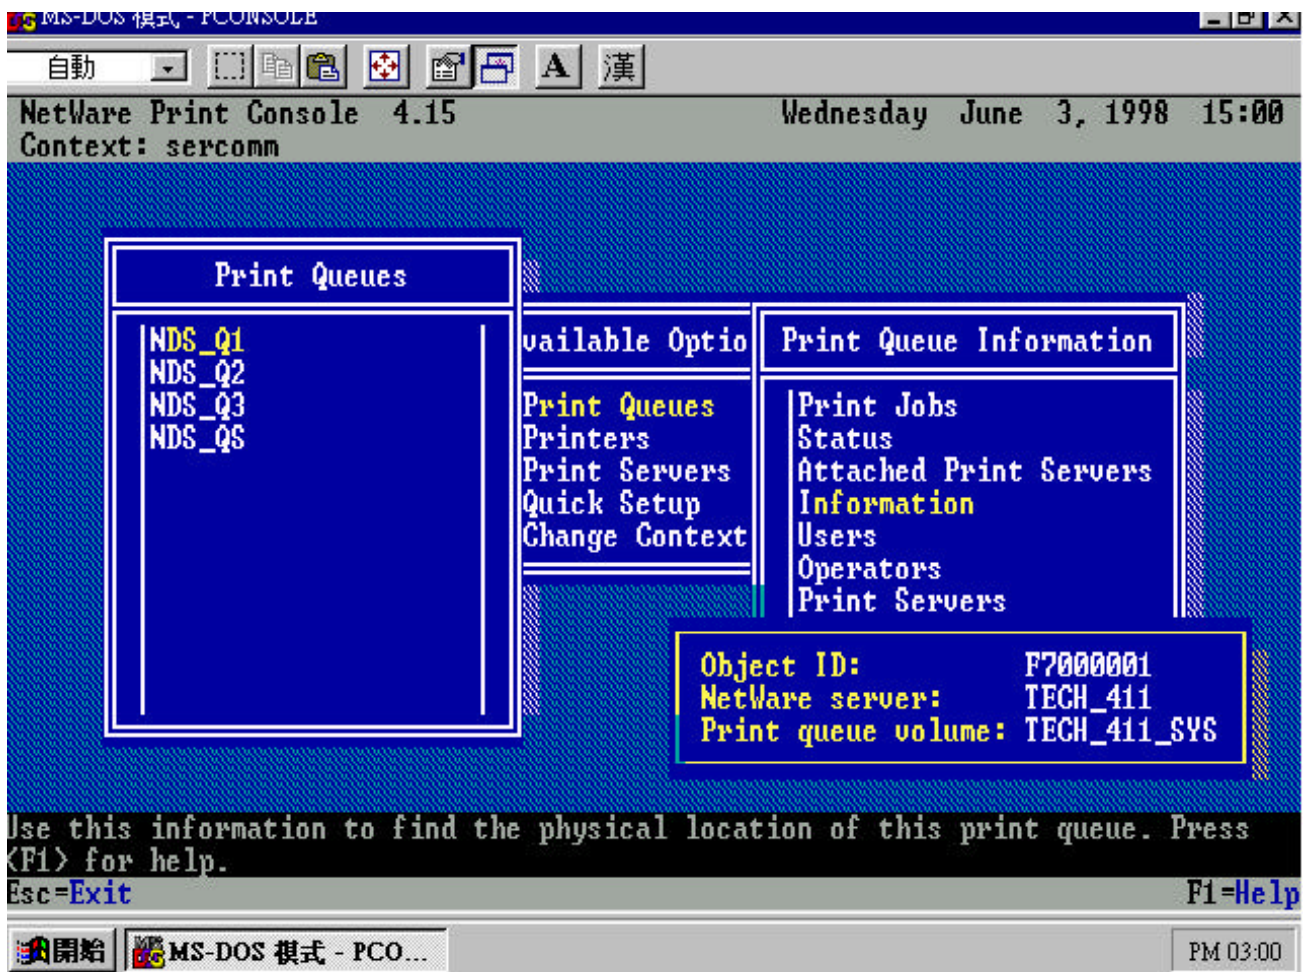 MS-DOS 模式 - PCONSOLE
自動
A 漢
NetWare Print Console 4.15 Wednesday June 3, 1998 15:00
Context: sercomm
Print Queues
NDS_Q1
NDS_Q2
NDS_Q3
NDS_QS
vailable Optio
Print Queues
Printers
Print Servers
Quick Setup
Change Context
Print Queue Information
Print Jobs
Status
Attached Print Servers
Information
Users
Operators
Print Servers
Object ID: F7000001
NetWare server: TECH_411
Print queue volume: TECH_411_SYS
Use this information to find the physical location of this print queue. Press
<F1> for help.
Esc=Exit F1=Help
開始 MS-DOS 模式 - PCO... PM 03:00